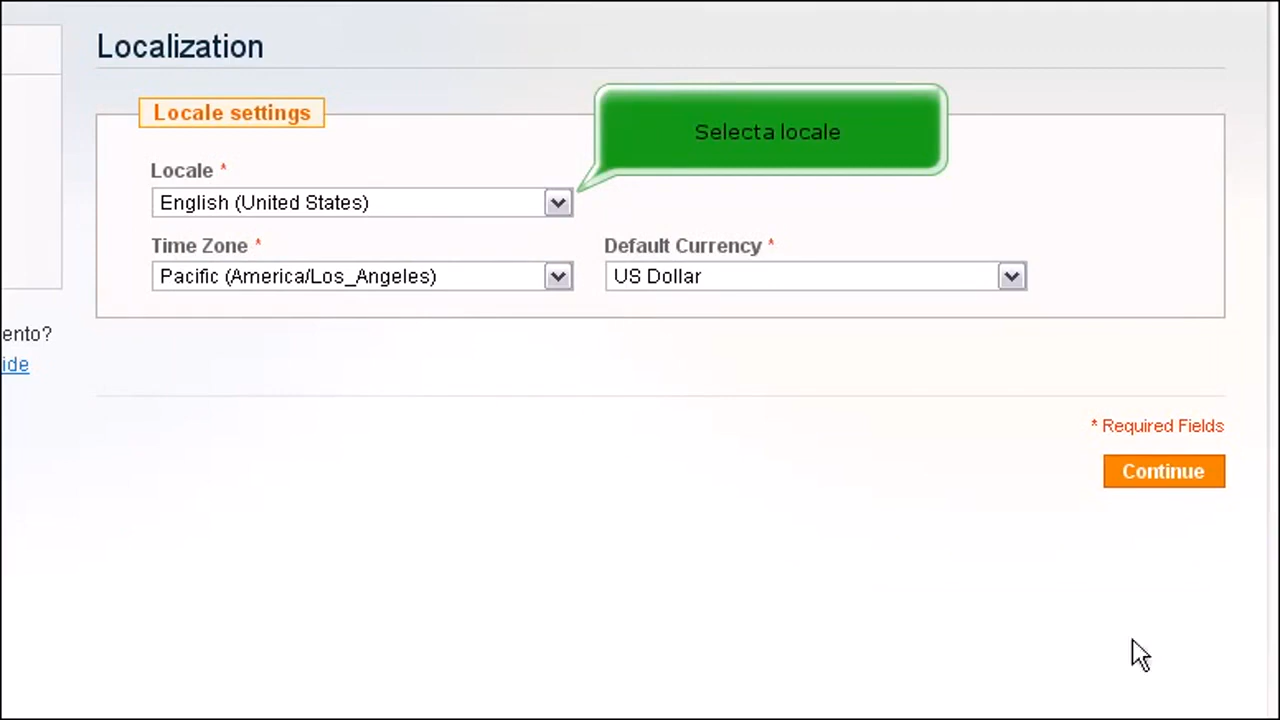 Localization
Locale settings
Select a locale
Locale *
English (United States)
Time Zone *
Default Currency *
Pacific (America/Los_Angeles)
US Dollar
ento?
ide
* Required Fields
Continue